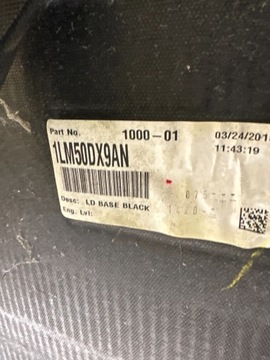 Part No. 1000-01 03/24/201
1LM50DX9AN 11:43:19
Desc: LD BASE BLACK
Eng. Lvl: